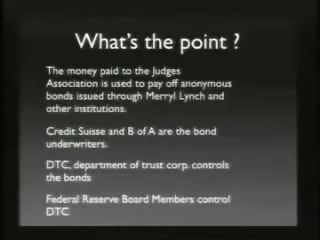 What's the point ?
The money paid to the Judges
Association is used to pay off anonymous
bonds issued through Merryl Lynch and
other institutions.
Credit Suisse and B of A are the bond
underwriters.
DTC, department of trust corp. controls
the bonds
Federal Reserve Board Members control
DTC